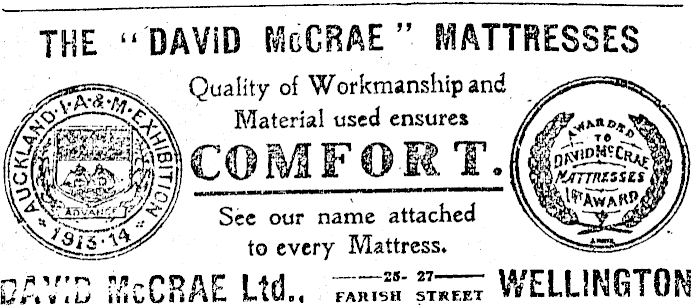 THE "DAVID McCRAE" MATTRESSES
AUCKLAND·I·A·&·M·EXHIBITION
ADVANCE
1913-14
Quality of Workmanship and
Material used ensures
COMFORT.
See our name attached
to every Mattress.
AWARDED
TO
DAVID McCRAE
MATTRESSES
1st AWARD
DAVID McCRAE Ltd.,
25-27
FARISH STREET
WELLINGTON